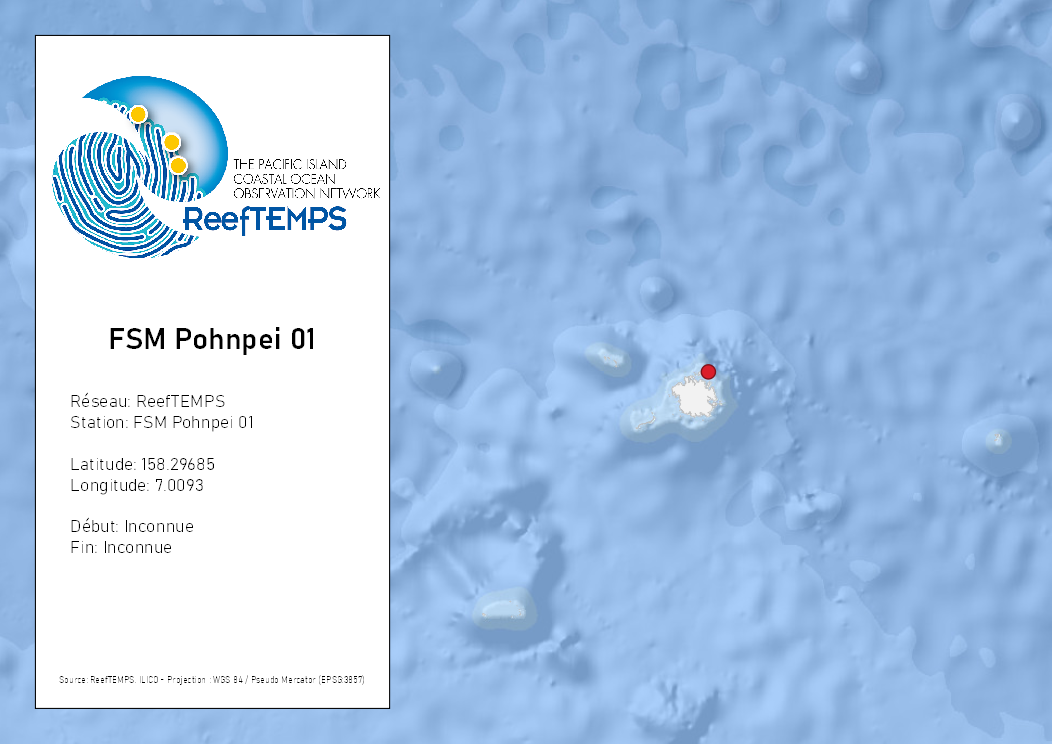 THE PACIFIC ISLAND
COASTAL OCEAN
OBSERVATION NETWORK
ReefTEMPS
FSM Pohnpei 01
Réseau: ReefTEMPS
Station: FSM Pohnpei 01
Latitude: 158.29685
Longitude: 7.0093
Début: Inconnue
Fin: Inconnue
Source: ReefTEMPS, ILICO - Projection : WGS 84 / Pseudo Mercator (EPSG:3857)